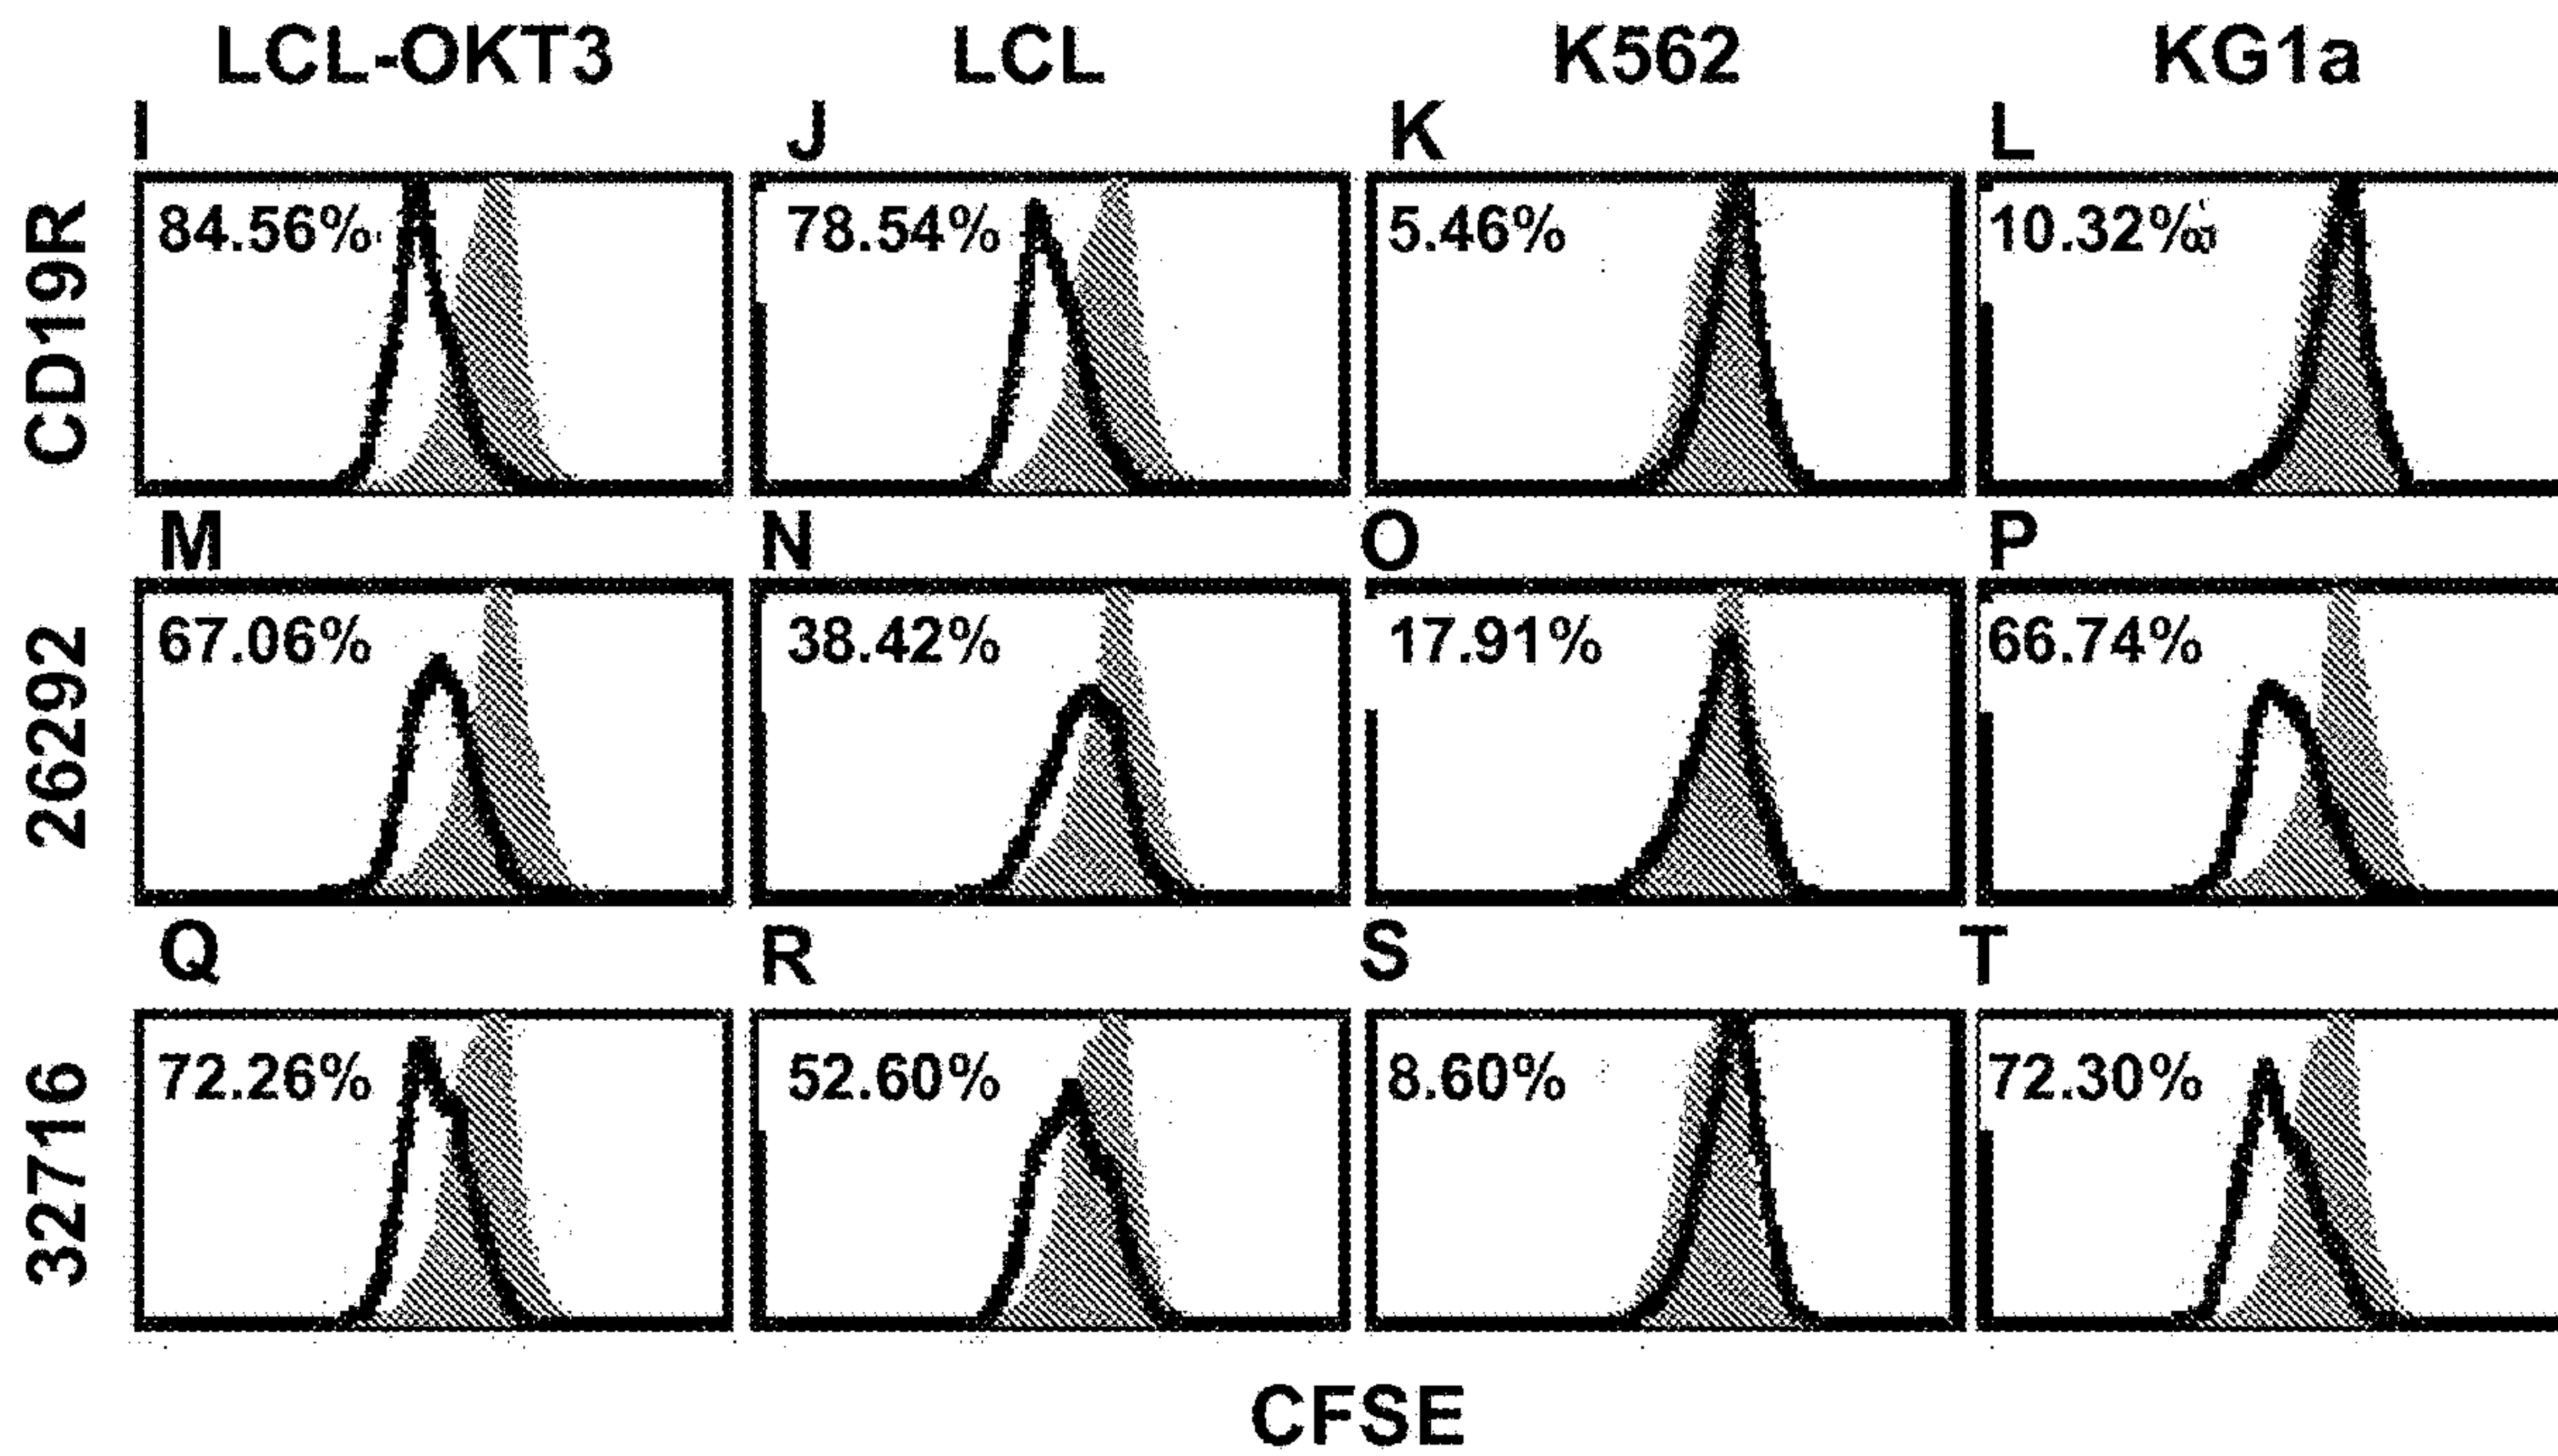 LCL-OKT3 LCL K562 KG1a
I J K L
CD19R
84.56% 78.54% 5.46% 10.32%
M N O P
26292
67.06% 38.42% 17.91% 66.74%
Q R S T
32716
72.26% 52.60% 8.60% 72.30%
CFSE